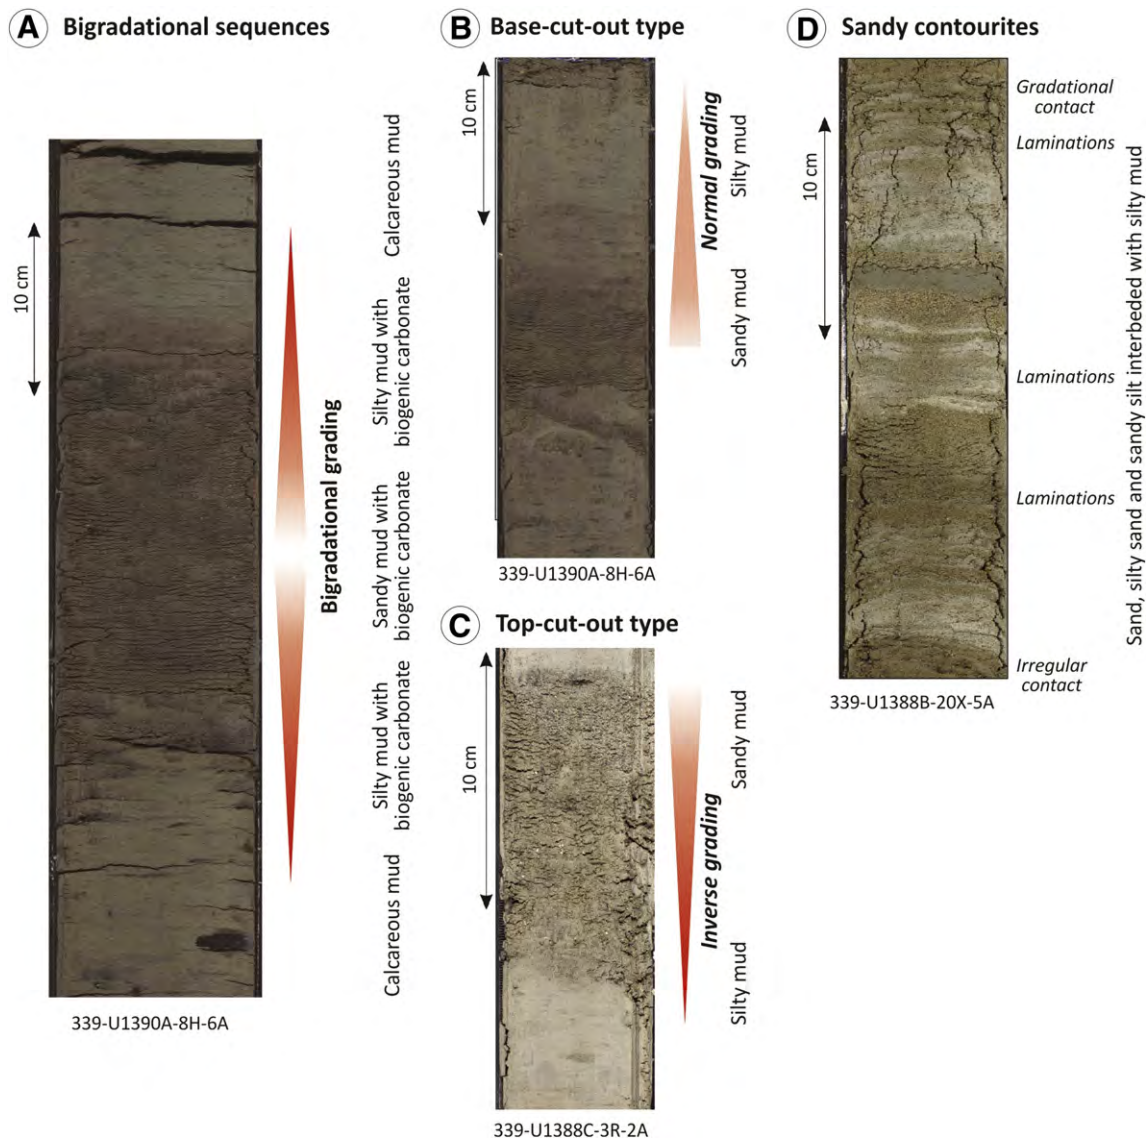 A Bigradational sequences
10 cm
Bigradational grading
Calcareous mud
Silty mud with
biogenic carbonate
Sandy mud with
biogenic carbonate
Silty mud with
biogenic carbonate
Calcareous mud
339-U1390A-8H-6A
B Base-cut-out type
10 cm
Normal grading
Silty mud
Sandy mud
339-U1390A-8H-6A
C Top-cut-out type
10 cm
Inverse grading
Sandy mud
Silty mud
339-U1388C-3R-2A
D Sandy contourites
10 cm
Gradational
contact
Laminations
Laminations
Laminations
Irregular
contact
Sand, silty sand and sandy silt interbeded with silty mud
339-U1388B-20X-5A